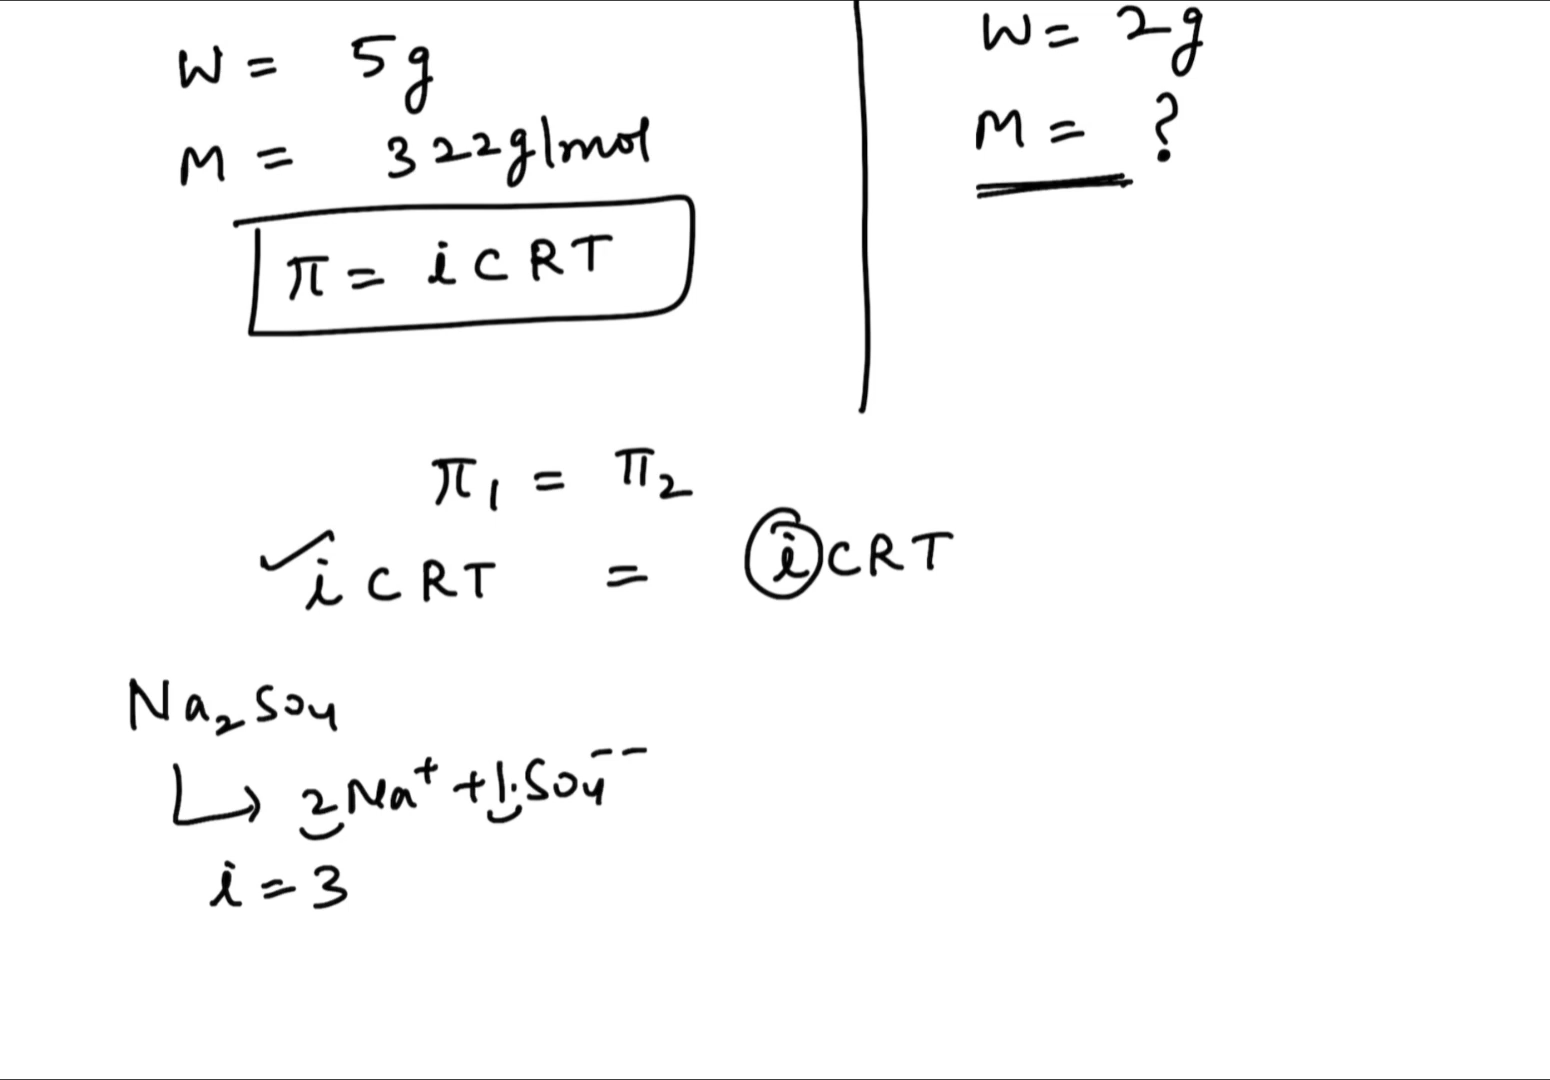 W = 5g
M = 322g/mol
π = iCRT
W = 2g
M = ?
π1 = π2
✓iCRT = iCRT
Na2SO4
↳ 2Na+ + 1·SO4--
i = 3